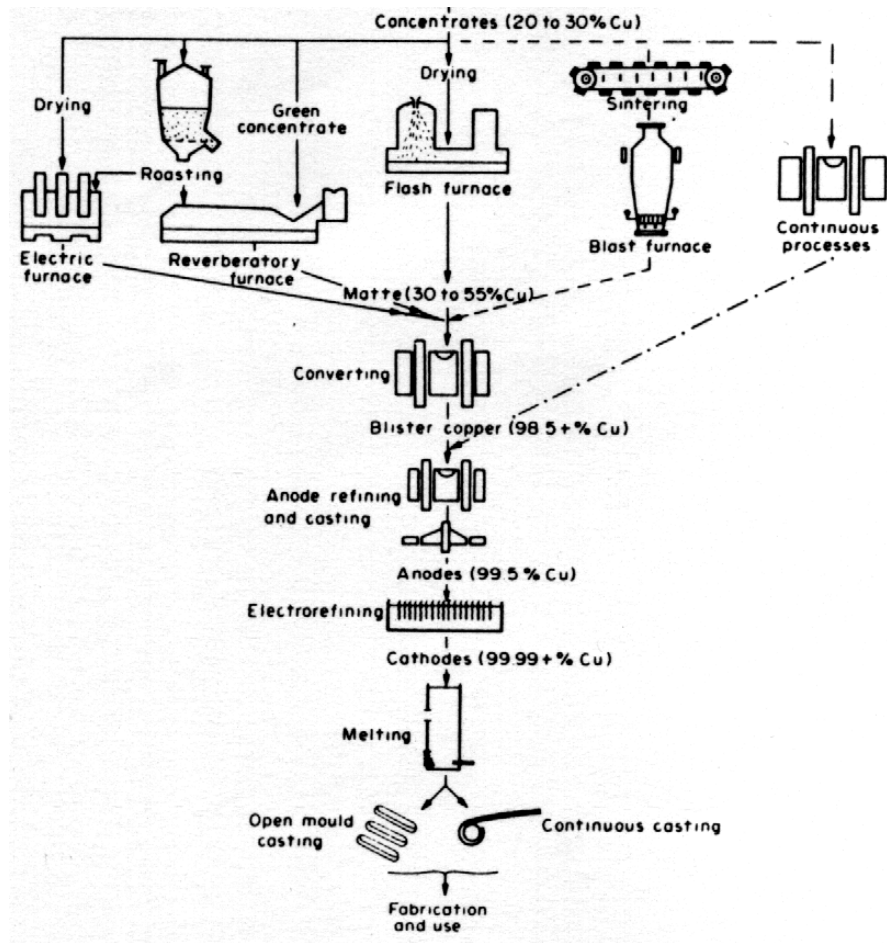 Concentrates (20 to 30% Cu)
Drying
Green
concentrate
Drying
Sintering
Roasting
Flash furnace
Electric
furnace
Reverberatory
furnace
Blast furnace
Continuous
processes
Matte (30 to 55% Cu)
Converting
Blister copper (98.5+% Cu)
Anode refining
and casting
Anodes (99.5% Cu)
Electrorefining
Cathodes (99.99+% Cu)
Melting
Open mould
casting
Continuous casting
Fabrication
and use